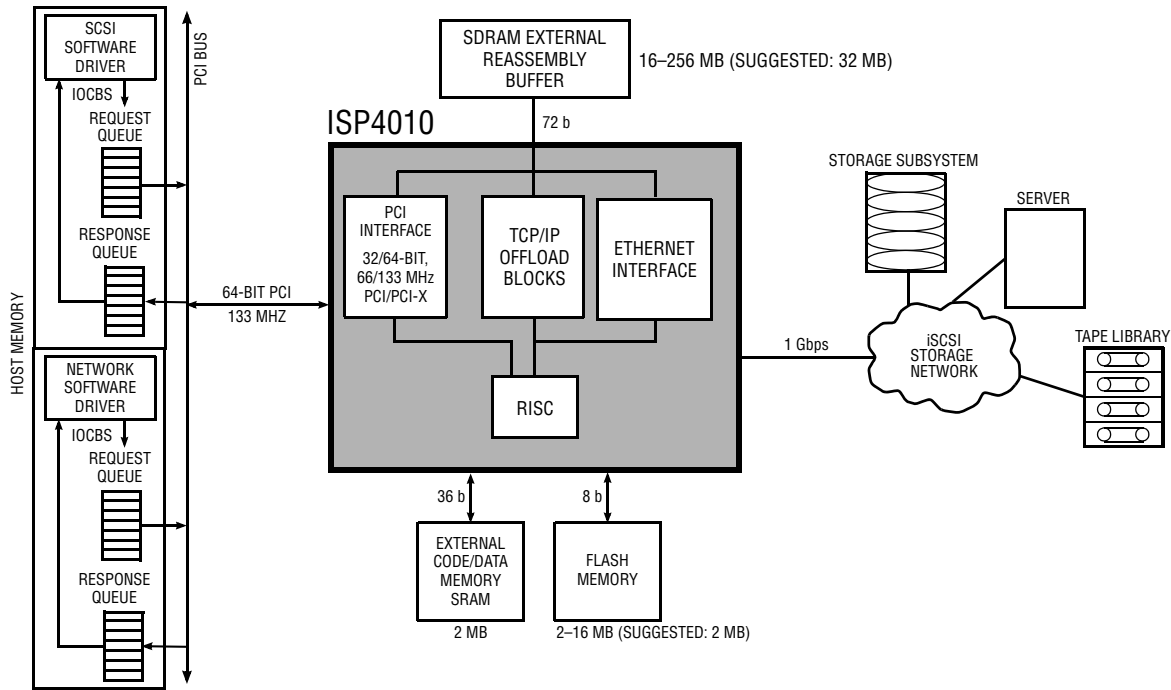 HOST MEMORY
SCSI
SOFTWARE
DRIVER
IOCBS
REQUEST
QUEUE
RESPONSE
QUEUE
NETWORK
SOFTWARE
DRIVER
IOCBS
REQUEST
QUEUE
RESPONSE
QUEUE
PCI BUS
64-BIT PCI
133 MHZ
SDRAM EXTERNAL
REASSEMBLY
BUFFER
16–256 MB (SUGGESTED: 32 MB)
72 b
ISP4010
PCI
INTERFACE
32/64-BIT,
66/133 MHz
PCI/PCI-X
TCP/IP
OFFLOAD
BLOCKS
ETHERNET
INTERFACE
RISC
36 b
8 b
EXTERNAL
CODE/DATA
MEMORY
SRAM
2 MB
FLASH
MEMORY
2–16 MB (SUGGESTED: 2 MB)
1 Gbps
STORAGE SUBSYSTEM
SERVER
iSCSI
STORAGE
NETWORK
TAPE LIBRARY